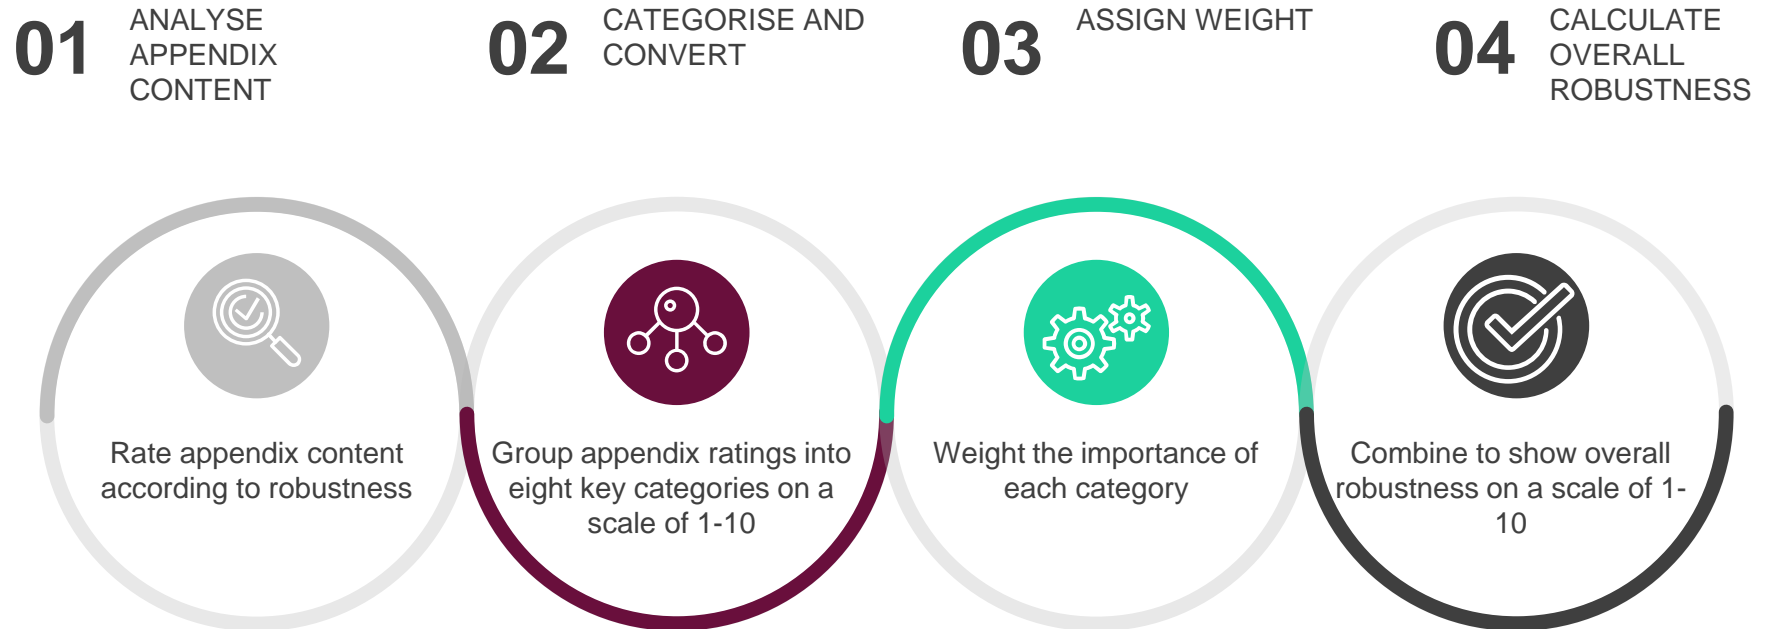 01
ANALYSE
APPENDIX
CONTENT
02
CATEGORISE AND
CONVERT
03
ASSIGN WEIGHT
04
CALCULATE
OVERALL
ROBUSTNESS
Rate appendix content
according to robustness
Group appendix ratings into
eight key categories on a
scale of 1-10
Weight the importance of
each category
Combine to show overall
robustness on a scale of 1-
10